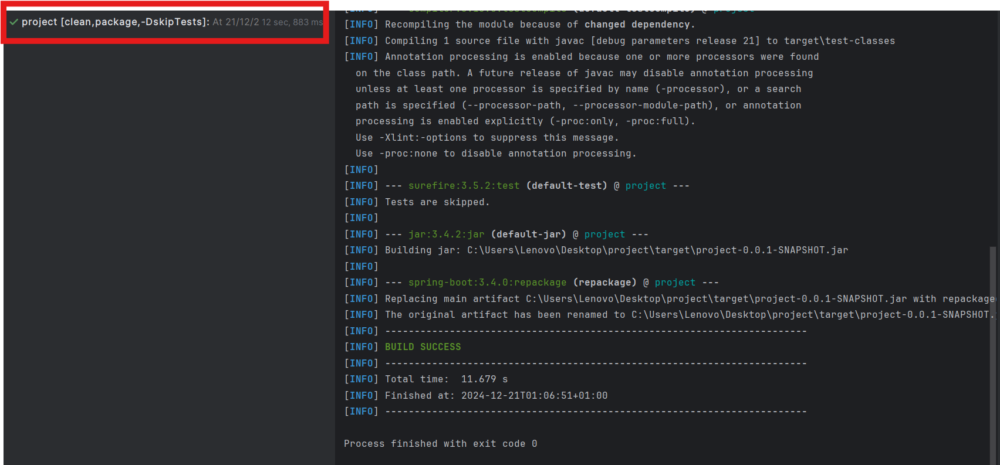 project [clean,package,-DskipTests]: At 21/12/2 12 sec, 883 ms
[INFO] --- compiler:3.13.0:testCompile (default-testCompile) @ project
[INFO] Recompiling the module because of changed dependency.
[INFO] Compiling 1 source file with javac [debug parameters release 21] to target\test-classes
[INFO] Annotation processing is enabled because one or more processors were found
on the class path. A future release of javac may disable annotation processing
unless at least one processor is specified by name (-processor), or a search
path is specified (--processor-path, --processor-module-path), or annotation
processing is enabled explicitly (-proc:only, -proc:full).
Use -Xlint:-options to suppress this message.
Use -proc:none to disable annotation processing.
[INFO]
[INFO] --- surefire:3.5.2:test (default-test) @ project ---
[INFO] Tests are skipped.
[INFO]
[INFO] --- jar:3.4.2:jar (default-jar) @ project ---
[INFO] Building jar: C:\Users\Lenovo\Desktop\project\target\project-0.0.1-SNAPSHOT.jar
[INFO]
[INFO] --- spring-boot:3.4.0:repackage (repackage) @ project ---
[INFO] Replacing main artifact C:\Users\Lenovo\Desktop\project\target\project-0.0.1-SNAPSHOT.jar with repackage
[INFO] The original artifact has been renamed to C:\Users\Lenovo\Desktop\project\target\project-0.0.1-SNAPSHOT.
[INFO] ------------------------------------------------------------------------
[INFO] BUILD SUCCESS
[INFO] ------------------------------------------------------------------------
[INFO] Total time:  11.679 s
[INFO] Finished at: 2024-12-21T01:06:51+01:00
[INFO] ------------------------------------------------------------------------
Process finished with exit code 0